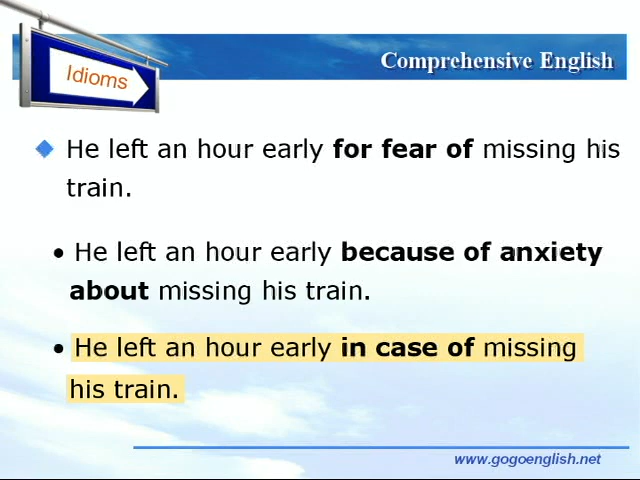 Idioms
Comprehensive English
He left an hour early for fear of missing his
train.
• He left an hour early because of anxiety
about missing his train.
• He left an hour early in case of missing
his train.
www.gogoenglish.net